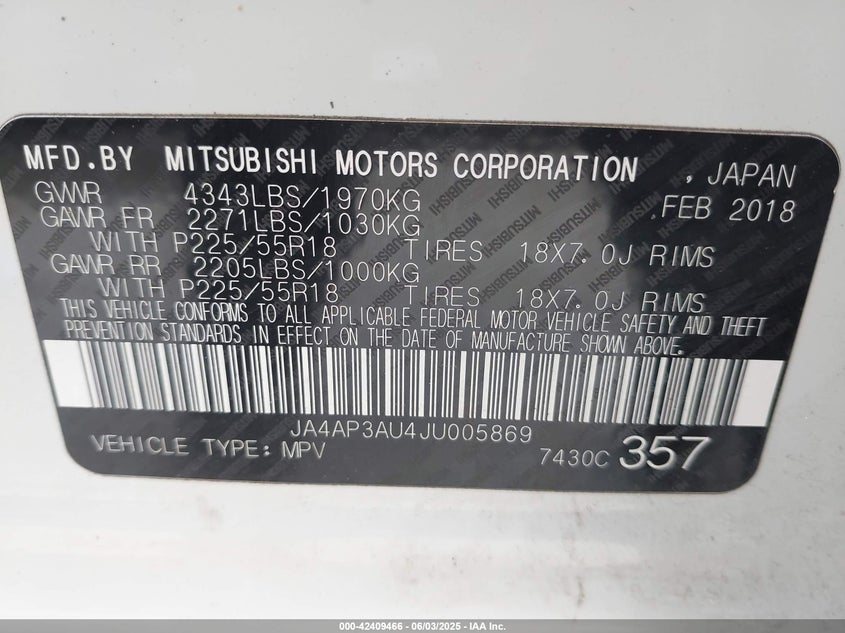 MFD.BY MITSUBISHI MOTORS CORPORATION , JAPAN
GVWR 4343LBS/1970KG FEB 2018
GAWR FR 2271LBS/1030KG
WITH P225/55R18 TIRES 18X7.0J RIMS
GAWR RR 2205LBS/1000KG
WITH P225/55R18 TIRES 18X7.0J RIMS
THIS VEHICLE CONFORMS TO ALL APPLICABLE FEDERAL MOTOR VEHICLE SAFETY AND THEFT
PREVENTION STANDARDS IN EFFECT ON THE DATE OF MANUFACTURE SHOWN ABOVE.
JA4AP3AU4JU005869
VEHICLE TYPE: MPV 7430C 357
000-42409466 - 06/03/2025 - IAA Inc.